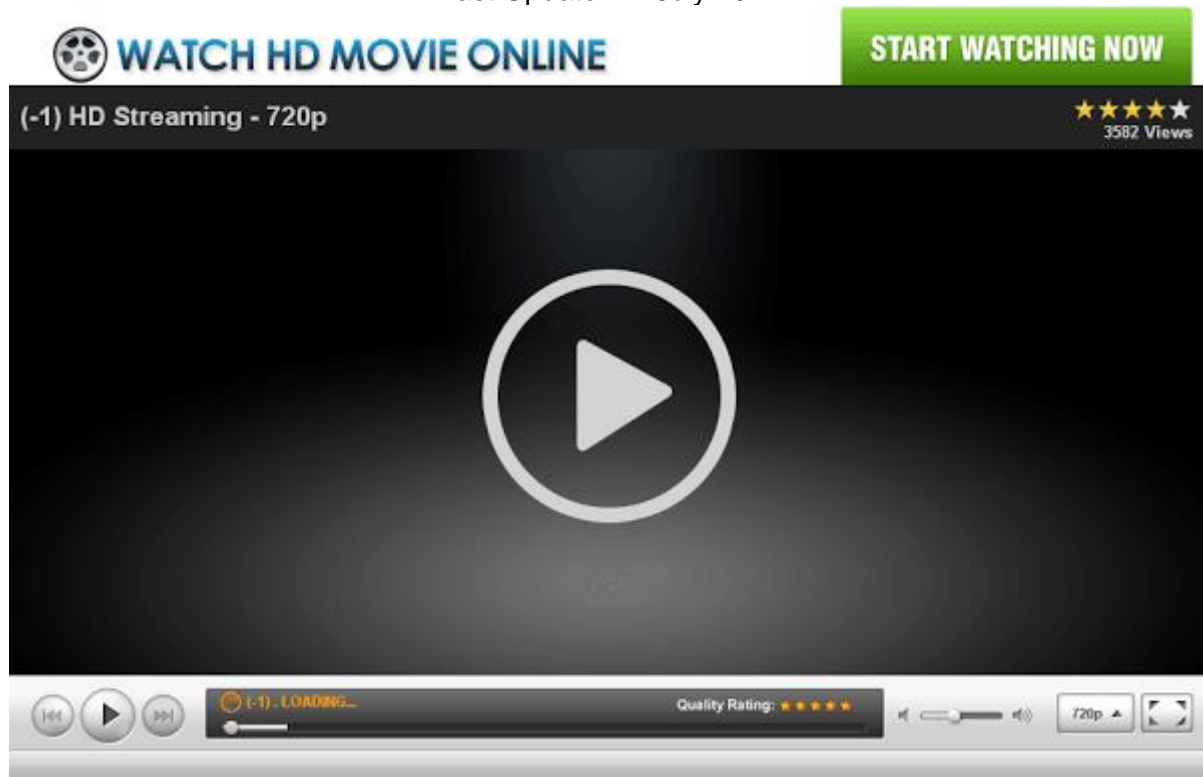 WATCH HD MOVIE ONLINE
START WATCHING NOW
(-1) HD Streaming - 720p
3582 Views
(-1) : LOADING...
Quality Rating:
720p